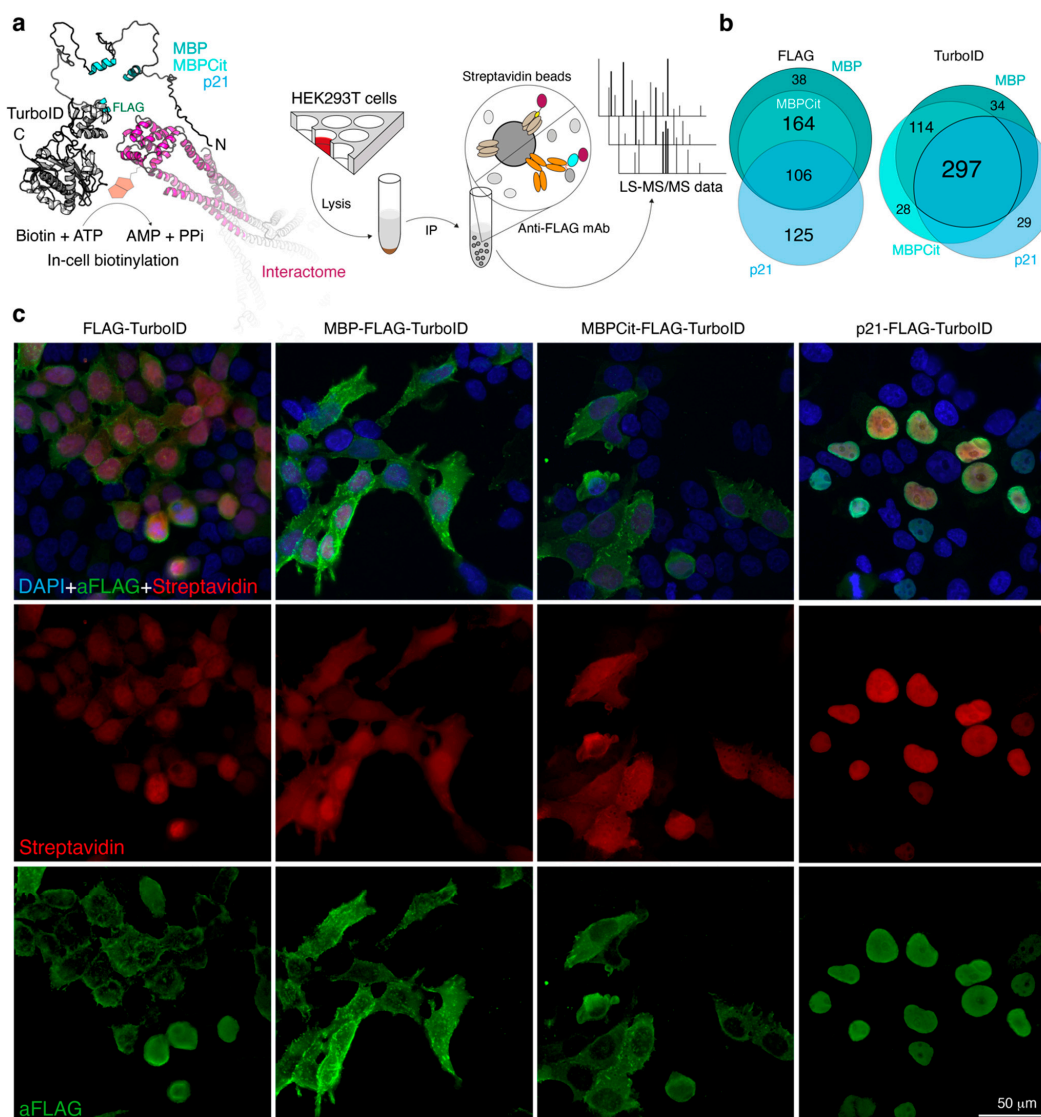 a
MBP
MBPCit
p21
TurboID
FLAG
C
N
Biotin + ATP
AMP + PPi
In-cell biotinylation
Interactome
HEK293T cells
Lysis
IP
Streptavidin beads
Anti-FLAG mAb
LS-MS/MS data
b
FLAG
38
MBP
MBPCit
164
106
125
p21
TurboID
MBP
34
114
297
28
29
MBPCit
p21
c
FLAG-TurboID
MBP-FLAG-TurboID
MBPCit-FLAG-TurboID
p21-FLAG-TurboID
DAPI+aFLAG+Streptavidin
Streptavidin
aFLAG
50 μm